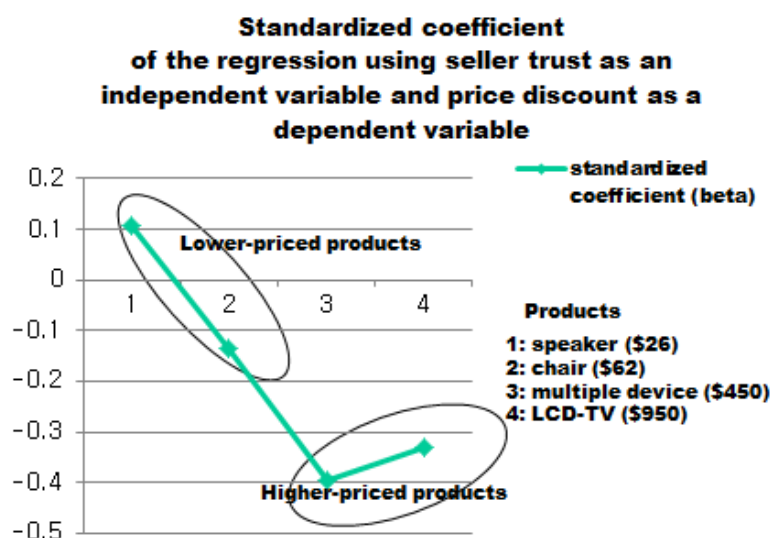 Standardized coefficient
of the regression using seller trust as an
independent variable and price discount as a
dependent variable
standardized
coefficient (beta)
0.2
0.1
0
-0.1
-0.2
-0.3
-0.4
-0.5
Lower-priced products
1 2 3 4
Higher-priced products
Products
1: speaker ($26)
2: chair ($62)
3: multiple device ($450)
4: LCD-TV ($950)